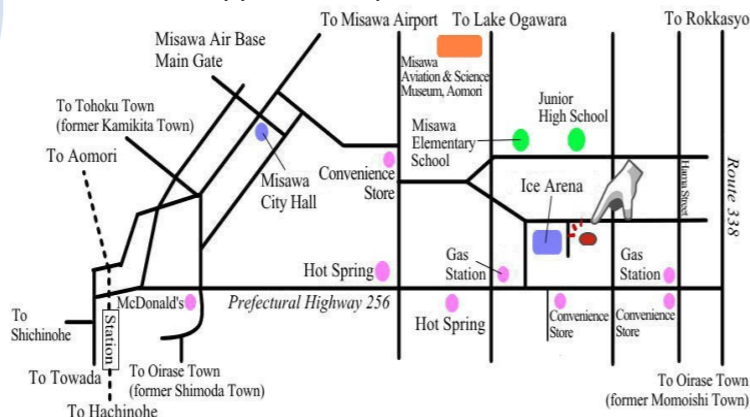 To Misawa Airport
To Lake Ogawara
To Rokkasyo
Misawa Air Base
Main Gate
Misawa
Aviation & Science
Museum, Aomori
Junior
High School
To Tohoku Town
(former Kamikita Town)
Misawa
Elementary
School
To Aomori
Misawa
City Hall
Convenience
Store
Ice Arena
Hama Street
Route 338
Hot Spring
Gas
Station
Gas
Station
McDonald's
Prefectural Highway 256
To
Shichinohe
Station
Hot Spring
Convenience
Store
Convenience
Store
To Towada
To Oirase Town
(former Shimoda Town)
To Oirase Town
(former Momoishi Town)
To Hachinohe